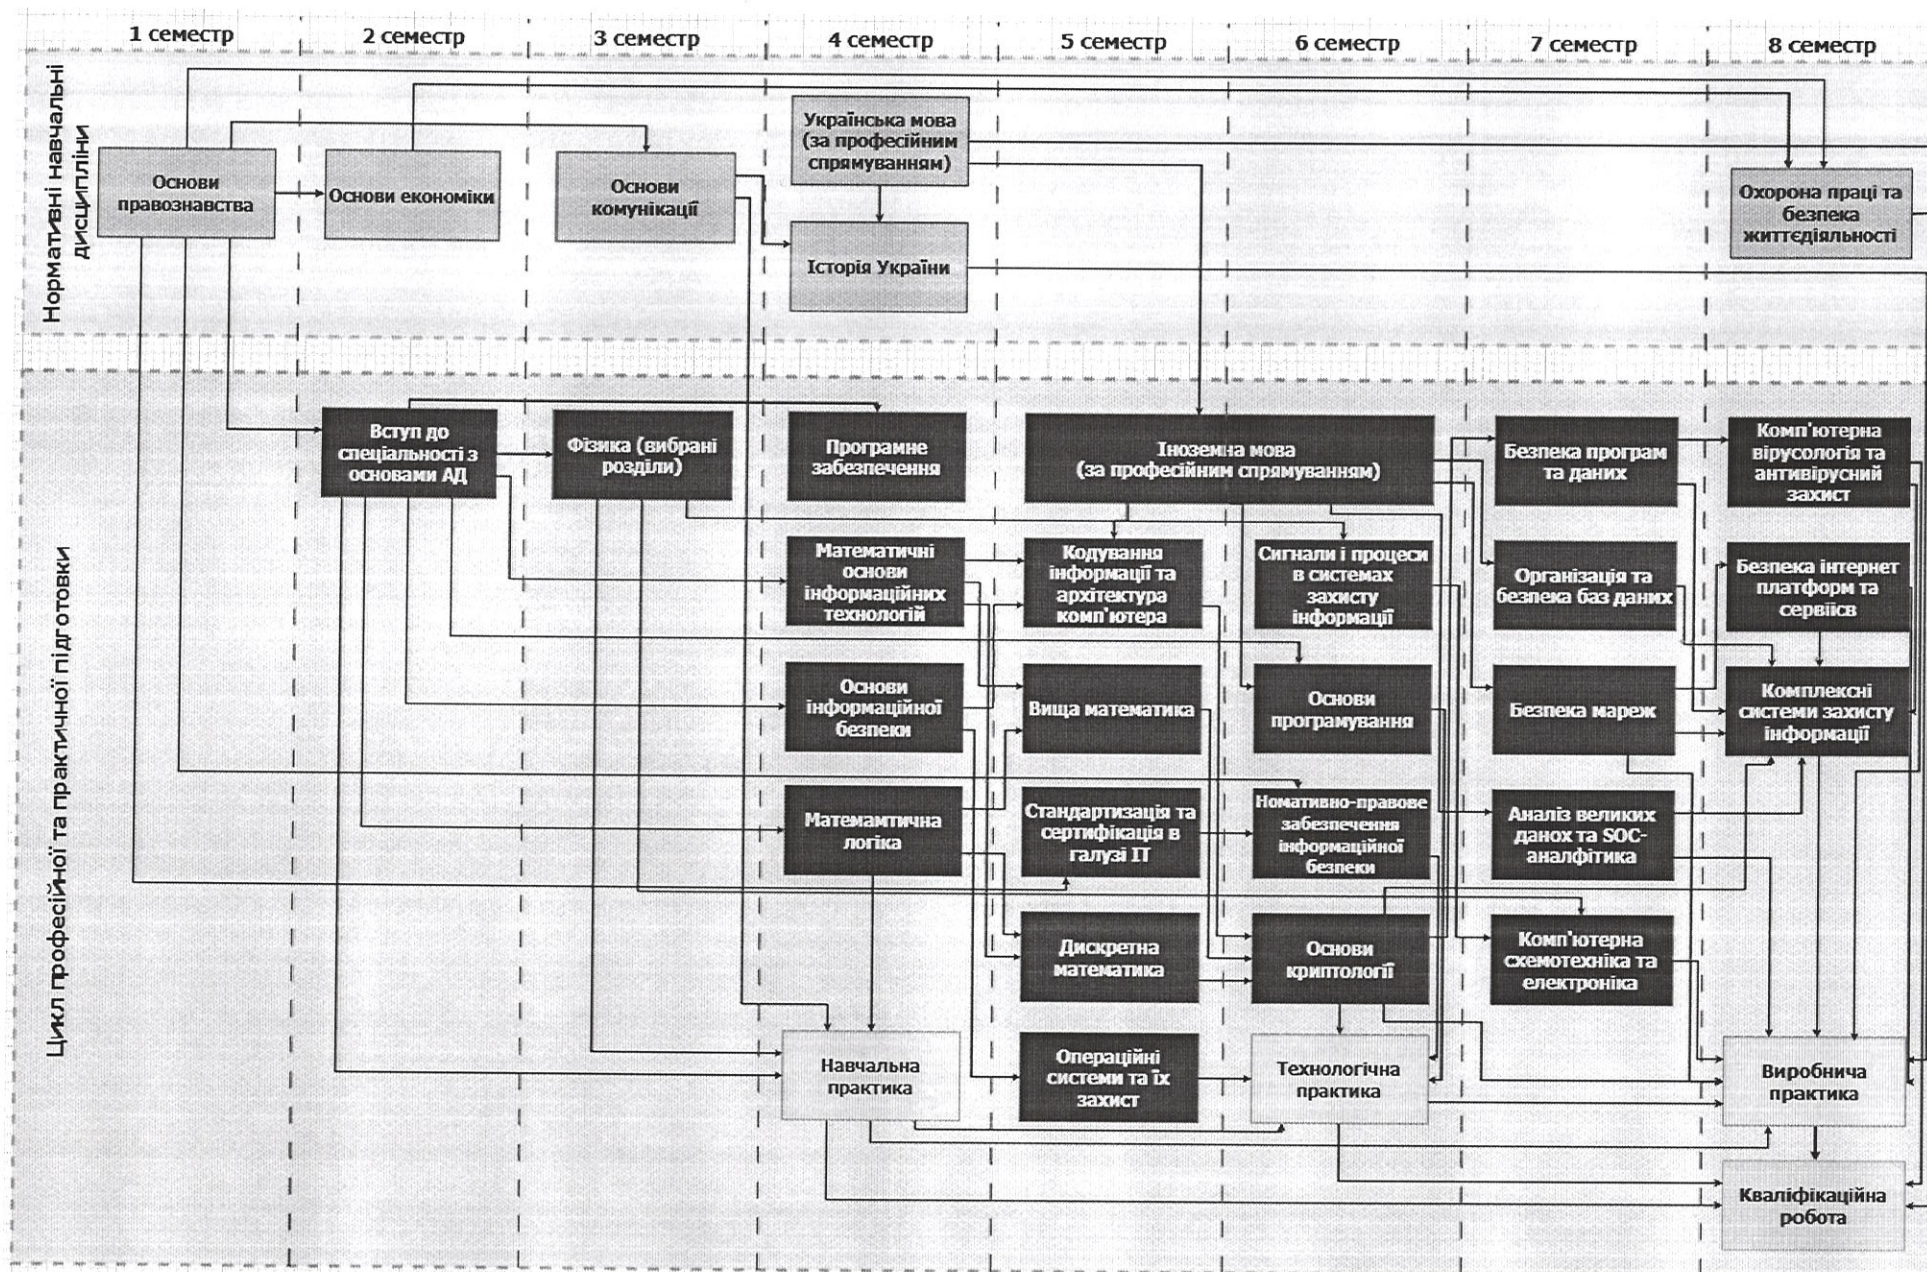 1 семестр
2 семестр
3 семестр
4 семестр
5 семестр
6 семестр
7 семестр
8 семестр
Нормативні навчальні
дисципліни
Основи
правознавства
Основи економіки
Основи
комунікації
Українська мова
(за професійним
спрямуванням)
Історія України
Охорона праці та
безпека
життєдіяльності
Цикл професійної та практичної підготовки
Вступ до
спеціальності з
основами АД
Фізика (вибрані
розділи)
Програмне
забезпечення
Іноземна мова
(за професійним спрямуванням)
Безпека програм
та даних
Комп'ютерна
вірусологія та
антивірусний
захист
Математичні
основи
інформаційних
технологій
Кодування
інформації та
архітектура
комп'ютера
Сигнали і процеси
в системах
захисту
інформації
Організація та
безпека баз даних
Безпека інтернет
платформ та
сервіісв
Основи
інформаційної
безпеки
Вища математика
Основи
програмування
Безпека мареж
Комплексні
системи захисту
інформації
Матемамтична
логіка
Стандартизація та
сертифікація в
галузі ІТ
Номативно-правове
забезпечення
інформаційної
безпеки
Аналіз великих
данох та SOC-
аналфітика
Дискретна
математика
Основи
криптології
Комп'ютерна
схемотехніка та
електроніка
Навчальна
практика
Операційні
системи та їх
захист
Технологічна
практика
Виробнича
практика
Кваліфікаційна
робота